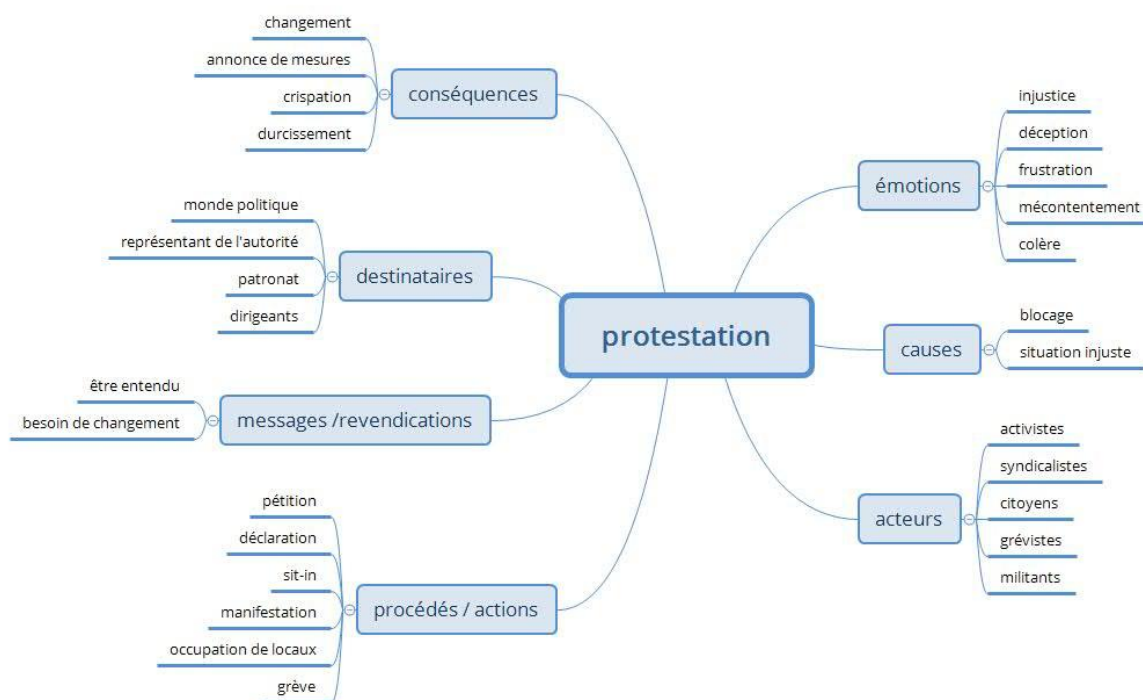 protestation
conséquences
changement
annonce de mesures
crispation
durcissement
destinataires
monde politique
représentant de l'autorité
patronat
dirigeants
messages /revendications
être entendu
besoin de changement
procédés / actions
pétition
déclaration
sit-in
manifestation
occupation de locaux
grève
émotions
injustice
déception
frustration
mécontentement
colère
causes
blocage
situation injuste
acteurs
activistes
syndicalistes
citoyens
grévistes
militants